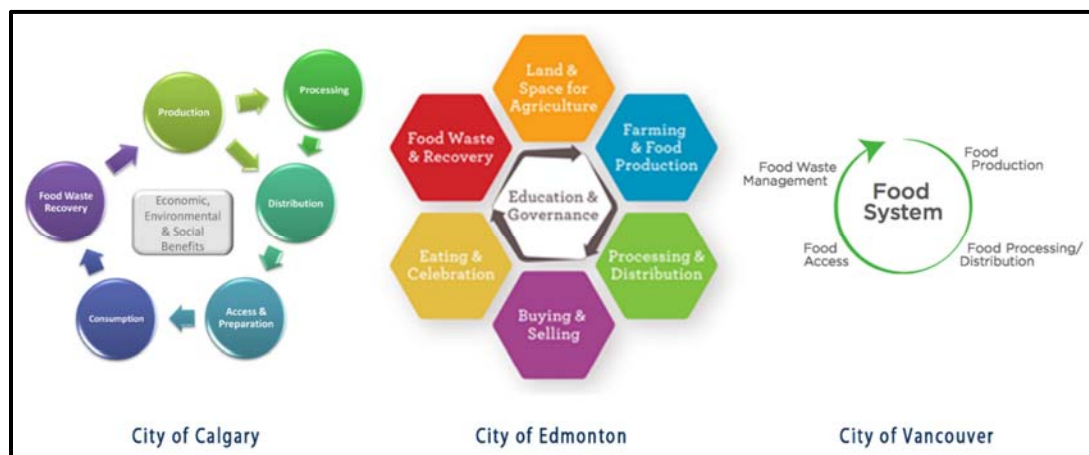 Production
Processing
Distribution
Access &
Preparation
Consumption
Food Waste
Recovery
Economic,
Environmental
& Social
Benefits
City of Calgary
Land &
Space for
Agriculture
Farming
& Food
Production
Processing &
Distribution
Buying &
Selling
Eating &
Celebration
Food Waste
& Recovery
Education &
Governance
City of Edmonton
Food
Production
Food Processing/
Distribution
Food
Access
Food Waste
Management
Food
System
City of Vancouver